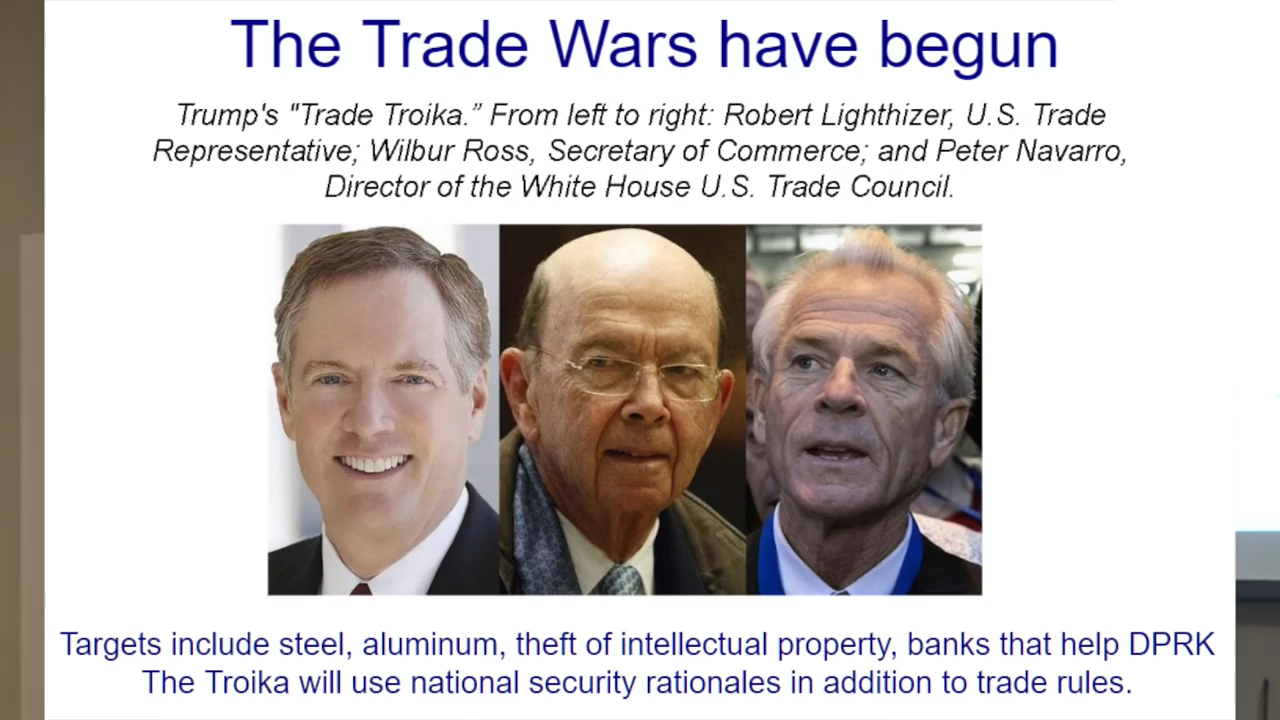 The Trade Wars have begun
Trump's "Trade Troika.” From left to right: Robert Lighthizer, U.S. Trade
Representative; Wilbur Ross, Secretary of Commerce; and Peter Navarro,
Director of the White House U.S. Trade Council.
Targets include steel, aluminum, theft of intellectual property, banks that help DPRK
The Troika will use national security rationales in addition to trade rules.